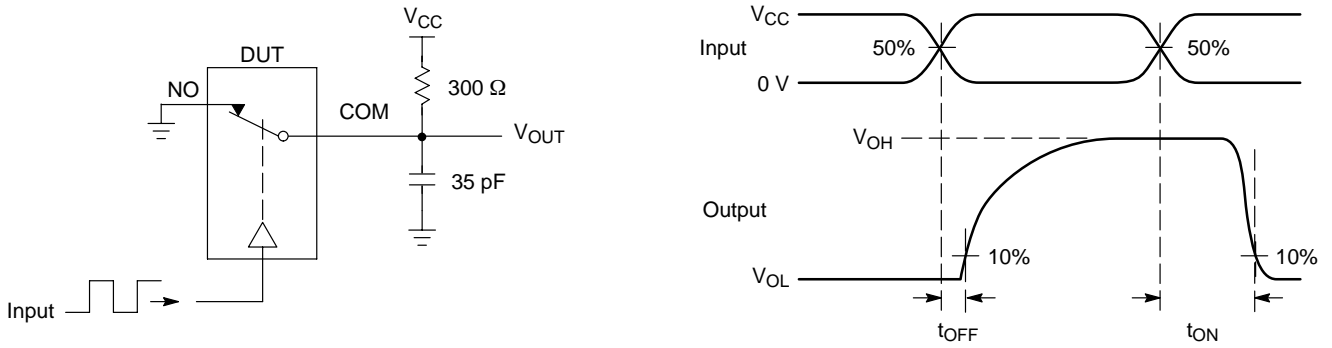 V_CC
DUT
NO
COM
300 Ω
V_OUT
35 pF
Input
V_CC
Input
50%
50%
0 V
V_OH
Output
10%
10%
V_OL
t_OFF
t_ON